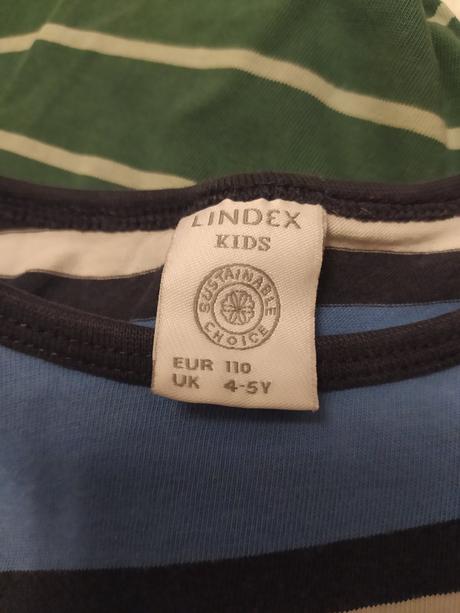 LINDEX
KIDS
SUSTAINABLE
CHOICE
EUR 110
UK 4-5Y